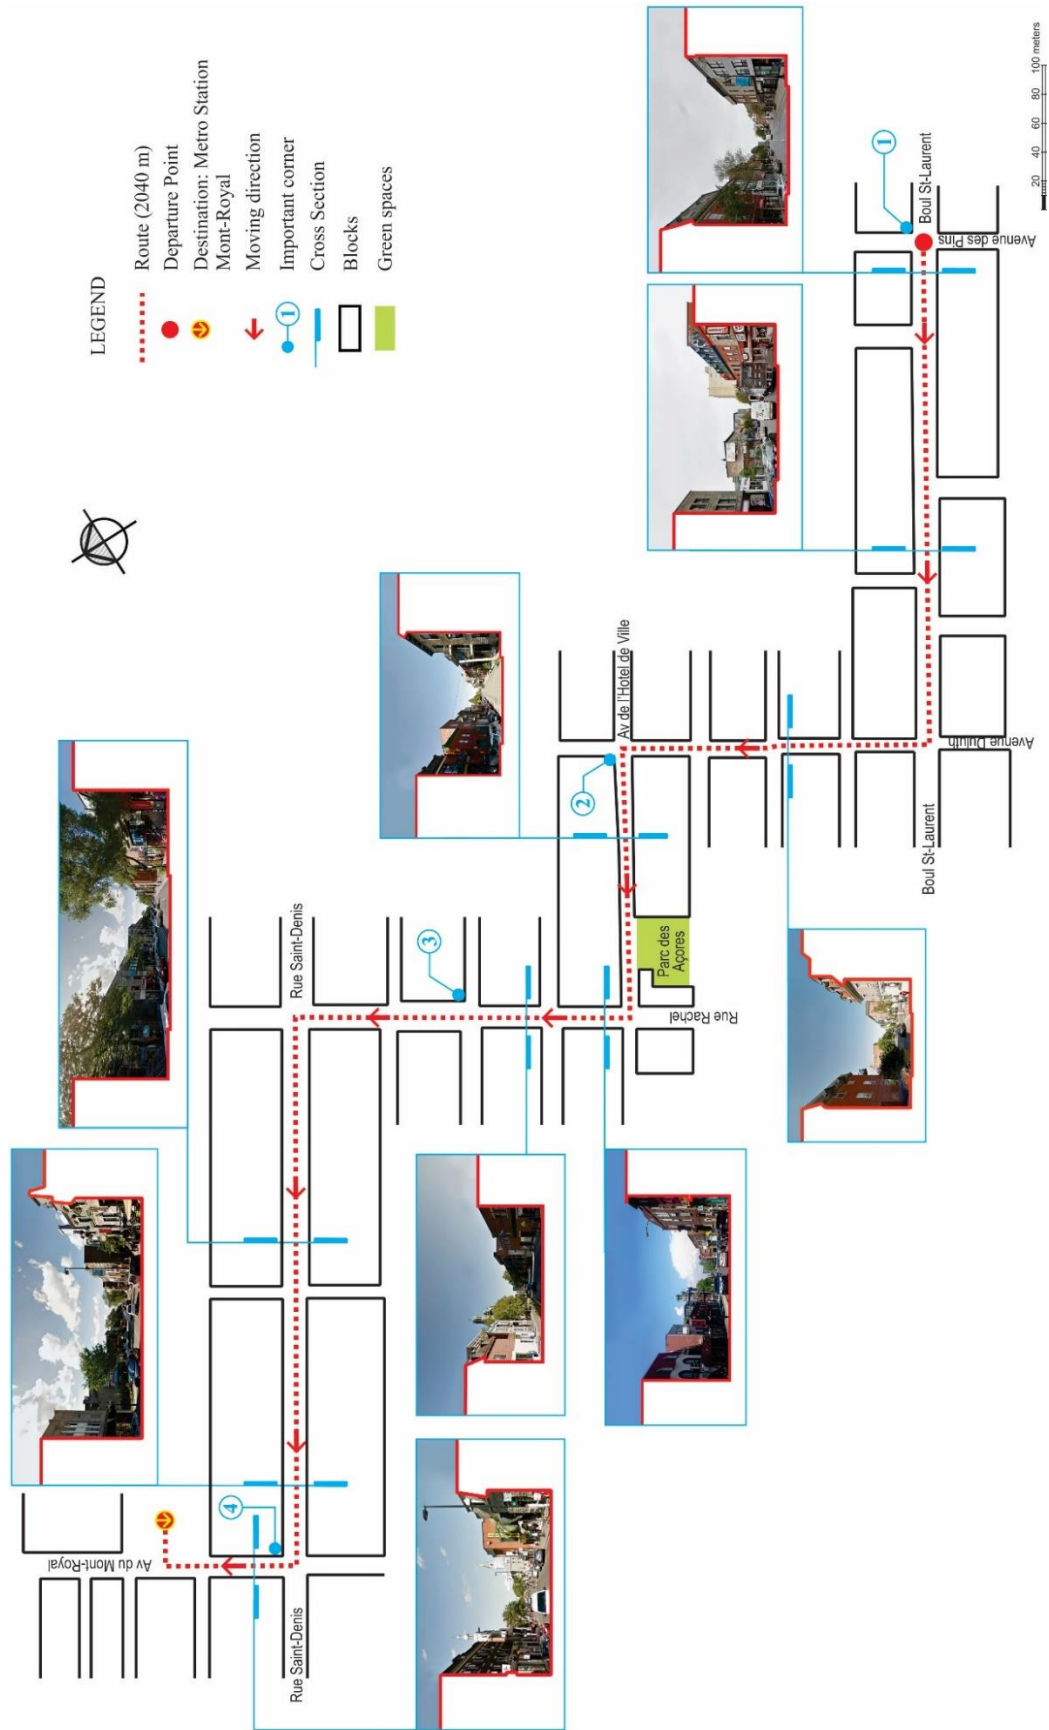 LEGEND
Route (2040 m)
Departure Point
Destination: Metro Station
Mont-Royal
Moving direction
Important corner
1
Cross Section
Blocks
Green spaces
Av du Mont-Royal
4
Rue Saint-Denis
Rue Saint-Denis
3
Rue Rachel
Parc des
Açores
2
Av de l'Hotel de Ville
Avenue Duluth
Boul St-Laurent
1
Boul St-Laurent
Avenue des Pins
20 40 60 80 100 meters